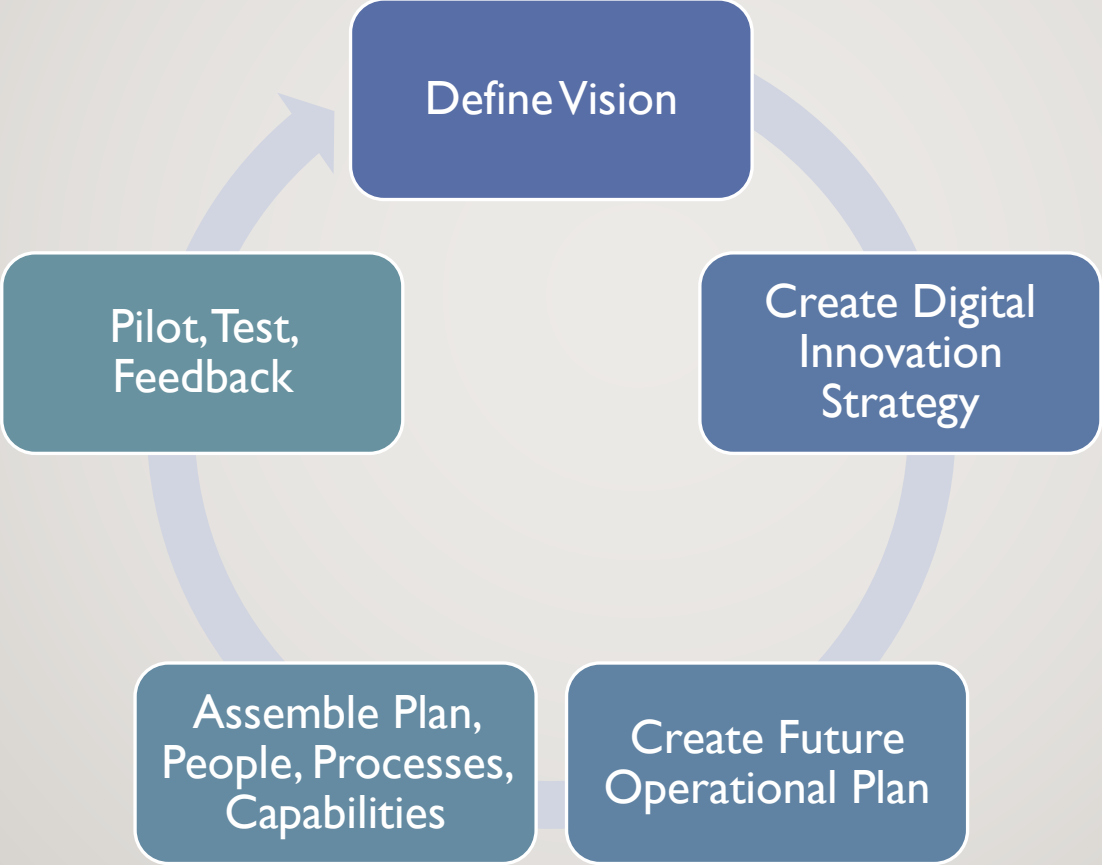 Define Vision
Create Digital
Innovation
Strategy
Create Future
Operational Plan
Assemble Plan,
People, Processes,
Capabilities
Pilot, Test,
Feedback